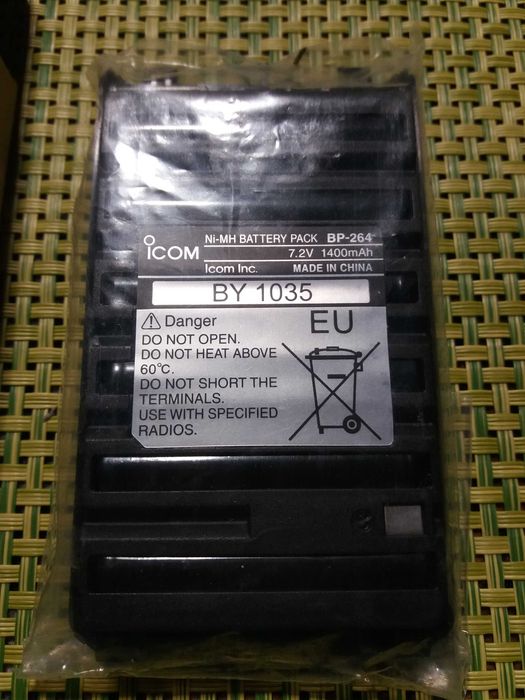 ICOM Ni-MH BATTERY PACK BP-264
7.2V 1400mAh
Icom Inc. MADE IN CHINA
BY 1035
⚠ Danger
EU
DO NOT OPEN.
DO NOT HEAT ABOVE
60°C.
DO NOT SHORT THE
TERMINALS.
USE WITH SPECIFIED
RADIOS.